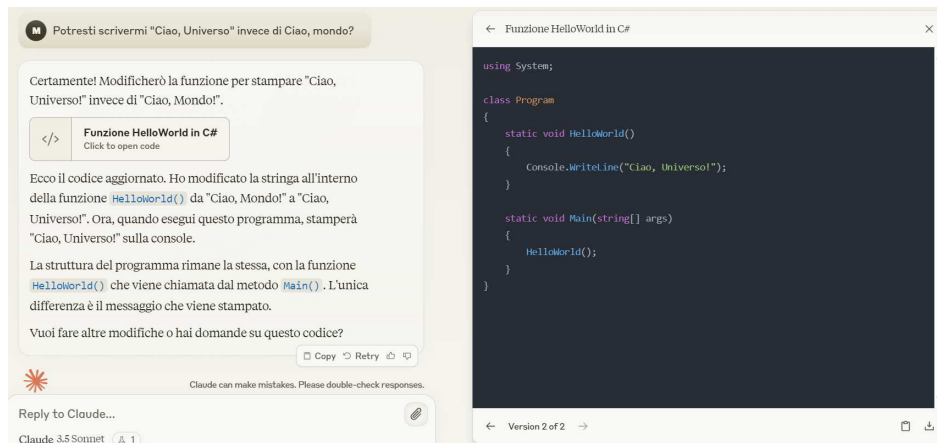 M Potresti scrivermi "Ciao, Universo" invece di Ciao, mondo?
Certamente! Modificherò la funzione per stampare "Ciao,
Universo!" invece di "Ciao, Mondo!".
</> Funzione HelloWorld in C#
Click to open code
Ecco il codice aggiornato. Ho modificato la stringa all'interno
della funzione HelloWorld() da "Ciao, Mondo!" a "Ciao,
Universo!". Ora, quando esegui questo programma, stamperà
"Ciao, Universo!" sulla console.
La struttura del programma rimane la stessa, con la funzione
HelloWorld() che viene chiamata dal metodo Main(). L'unica
differenza è il messaggio che viene stampato.
Vuoi fare altre modifiche o hai domande su questo codice?
Copy Retry
Claude can make mistakes. Please double-check responses.
Reply to Claude...
Claude 3.5 Sonnet 1
← Funzione HelloWorld in C# ×
using System;
class Program
{
static void HelloWorld()
{
Console.WriteLine("Ciao, Universo!");
}
static void Main(string[] args)
{
HelloWorld();
}
}
← Version 2 of 2 →